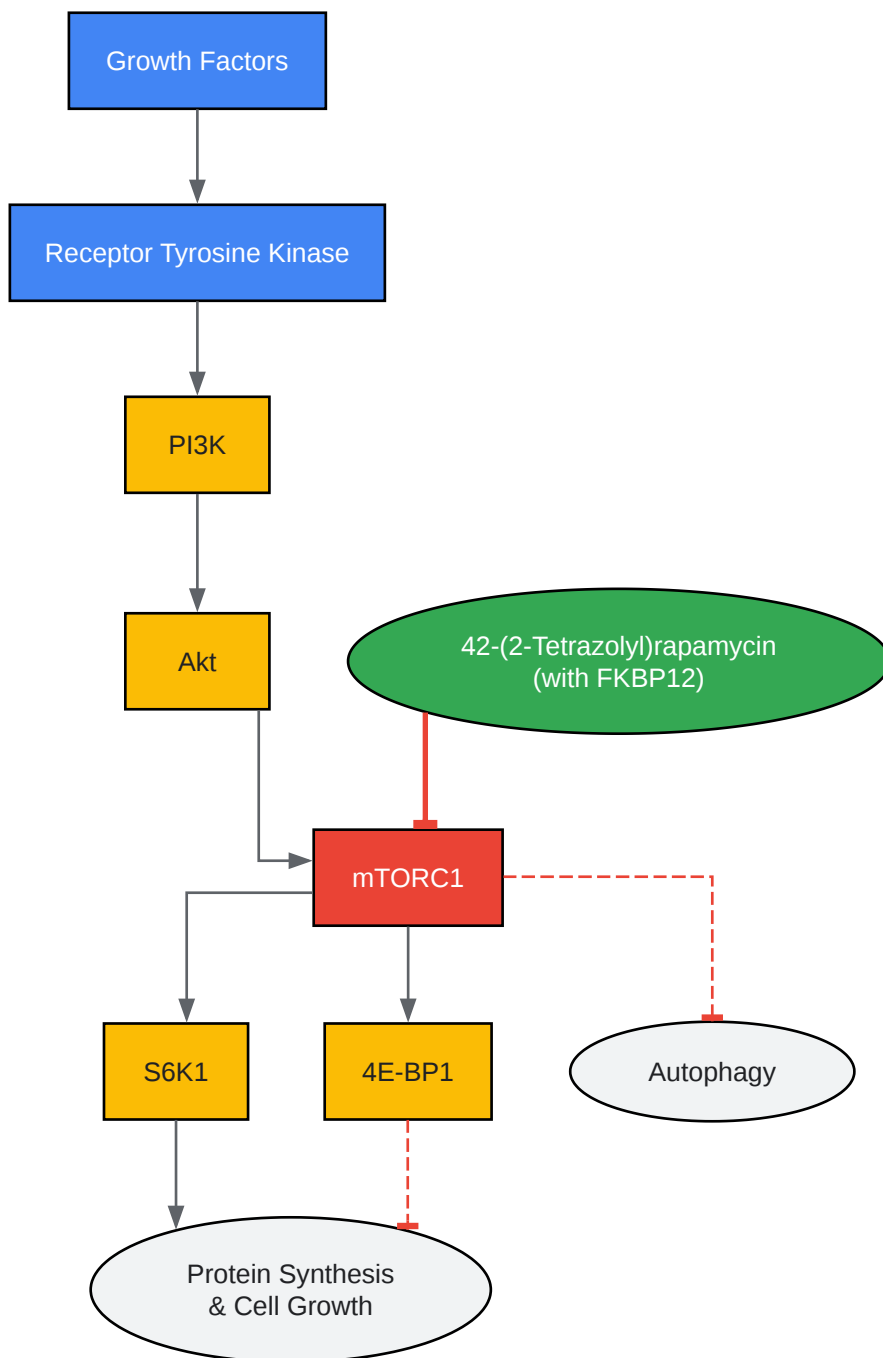 Growth Factors
Receptor Tyrosine Kinase
PI3K
Akt
42-(2-Tetrazolyl)rapamycin
(with FKBP12)
mTORC1
S6K1
4E-BP1
Autophagy
Protein Synthesis
& Cell Growth